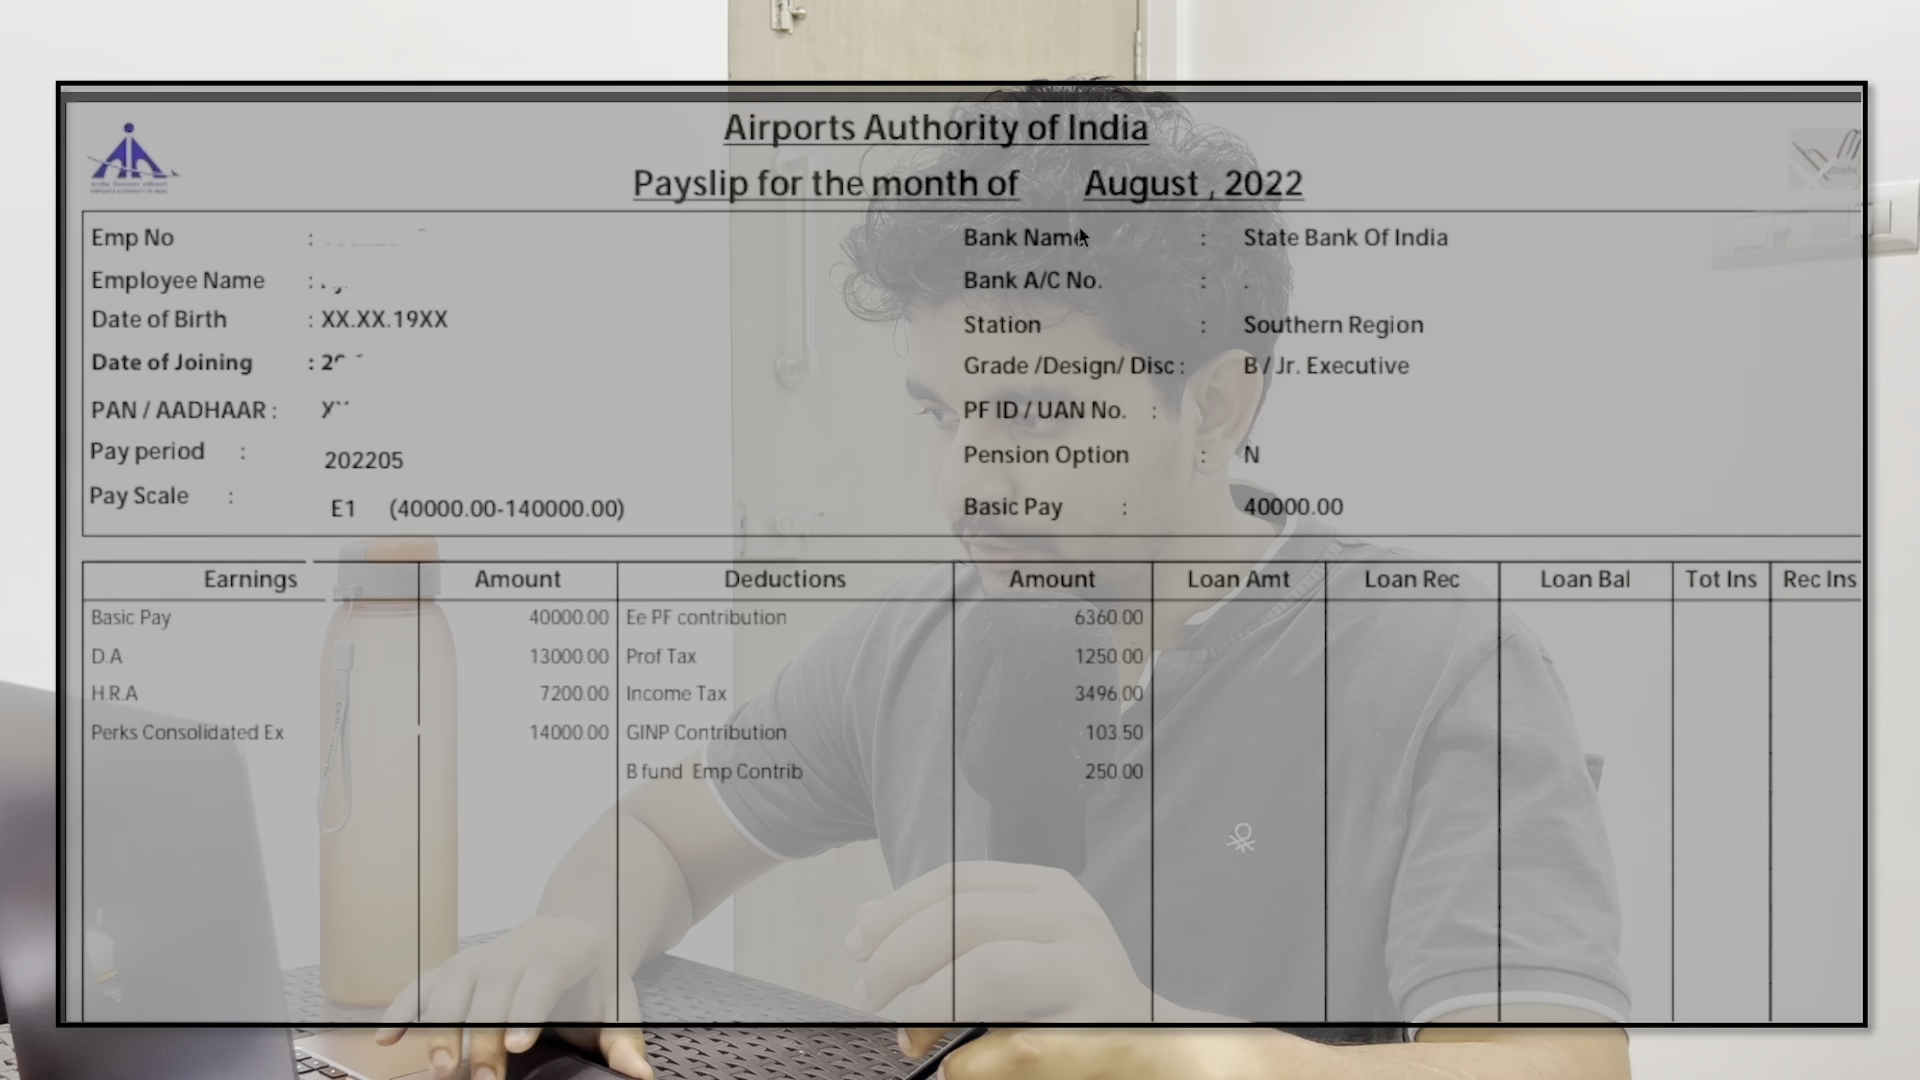 Airports Authority of India
Payslip for the month of August , 2022
Emp No :
Employee Name :
Date of Birth : XX.XX.19XX
Date of Joining :
PAN / AADHAAR :
Pay period : 202205
Pay Scale : E1 (40000.00-140000.00)
Bank Name : State Bank Of India
Bank A/C No. :
Station : Southern Region
Grade /Design/ Disc : B / Jr. Executive
PF ID / UAN No. :
Pension Option : N
Basic Pay : 40000.00
Earnings Amount Deductions Amount Loan Amt Loan Rec Loan Bal Tot Ins Rec Ins
Basic Pay 40000.00 Ee PF contribution 6360.00
D.A 13000.00 Prof Tax 1250.00
H.R.A 7200.00 Income Tax 3496.00
Perks Consolidated Ex 14000.00 GINP Contribution 103.50
B fund Emp Contrib 250.00